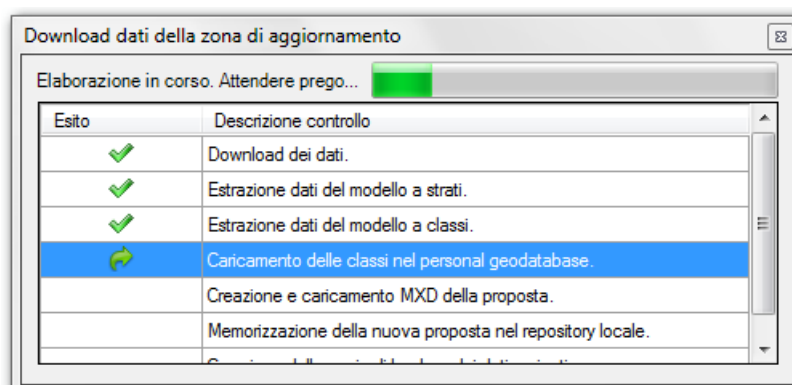 Download dati della zona di aggiornamento
Elaborazione in corso. Attendere prego...
Esito Descrizione controllo
Download dei dati.
Estrazione dati del modello a strati.
Estrazione dati del modello a classi.
Caricamento delle classi nel personal geodatabase.
Creazione e caricamento MXD della proposta.
Memorizzazione della nuova proposta nel repository locale.